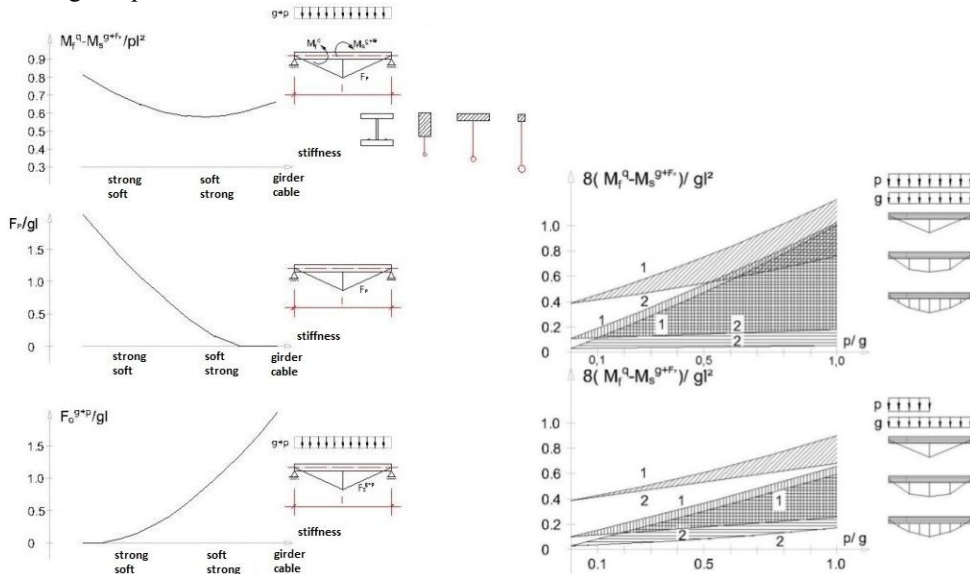 g+p
M_f^q-M_s^{g+F_P}/pl²
0.9
0.8
0.7
0.6
0.5
0.4
0.3
M_f^q
M_s^{g+F_P}
F_P
l
stiffness
strong
soft
soft
strong
girder
cable
F_P/gl
1.5
1.0
0.5
0
F_P
l
stiffness
strong
soft
soft
strong
girder
cable
F_Q^{g+p}/gl
1.5
1.0
0.5
0
g+p
l
stiffness
strong
soft
soft
strong
girder
cable
8( M_f^q-M_s^{g+F_P})/ gl²
p
g
1.0
0.8
0.6
0.4
0.2
0
1
2
1
1
2
2
p/ g
0,1
0,5
1,0
8( M_f^q-M_s^{g+F_P})/ gl²
p
g
1.0
0.8
0.6
0.4
0.2
0
1
2
1
1
2
2
p/ g
0.1
0.5
1.0